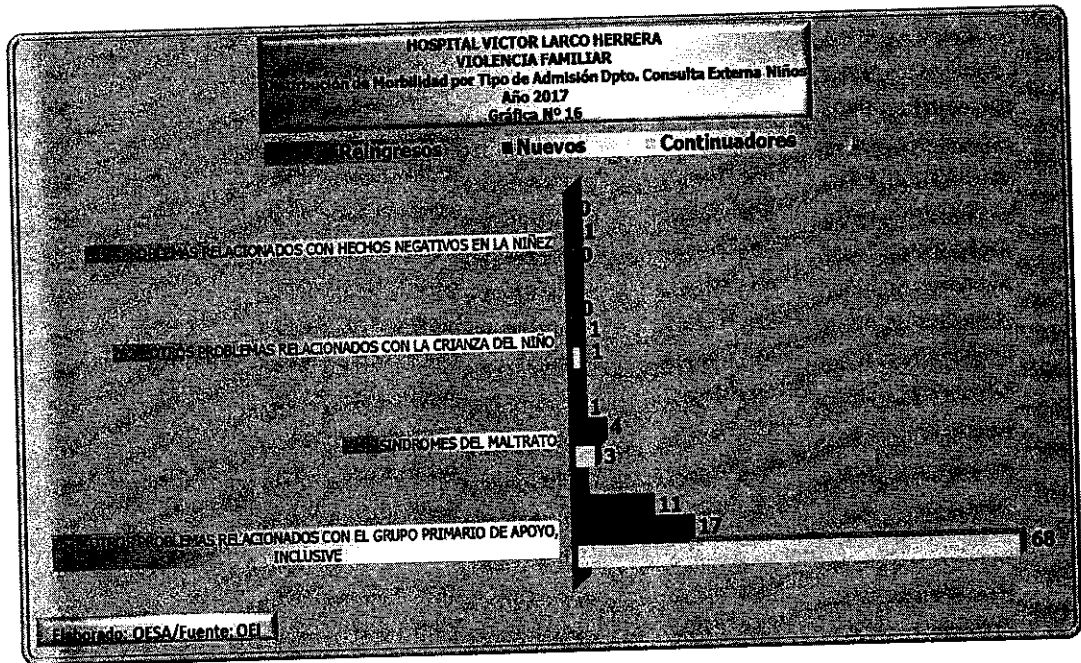 HOSPITAL VICTOR LARCO HERRERA
VIOLENCIA FAMILIAR
de Morbilidad por Tipo de Admisión Dpto. Consulta Externa Niños
Año 2017
Gráfica Nº 16
Reingresos Nuevos Continuadores
0
1
PROBLEMAS RELACIONADOS CON HECHOS NEGATIVOS EN LA NIÑEZ 0
0
1
PROBLEMAS RELACIONADOS CON LA CRIANZA DEL NIÑO 1
1
4
SINDROMES DEL MALTRATO 3
11
17
PROBLEMAS RELACIONADOS CON EL GRUPO PRIMARIO DE APOYO, 68
INCLUSIVE
Elaborado: OESA/Fuente: OEI